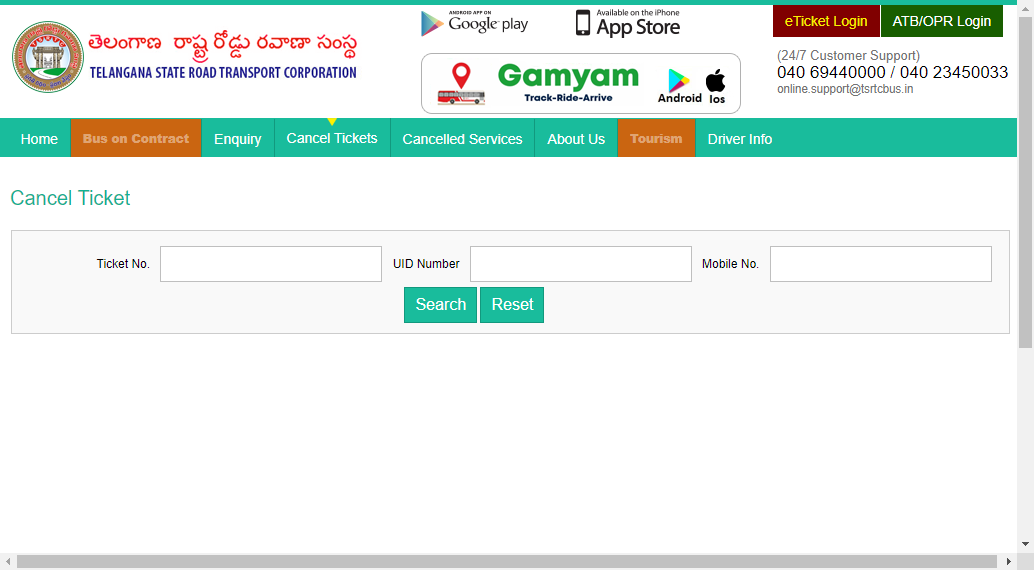 తెలంగాణ రాష్ట్ర రోడ్డు రవాణా సంస్థ
TELANGANA STATE ROAD TRANSPORT CORPORATION
ANDROID APP ON
Google play
Available on the iPhone
App Store
Gamyam
Track-Ride-Arrive
Android Ios
eTicket Login
ATB/OPR Login
(24/7 Customer Support)
040 69440000 / 040 23450033
online.support@tsrtcbus.in
Home Bus on Contract Enquiry Cancel Tickets Cancelled Services About Us Tourism Driver Info
Cancel Ticket
Ticket No. UID Number Mobile No.
Search Reset